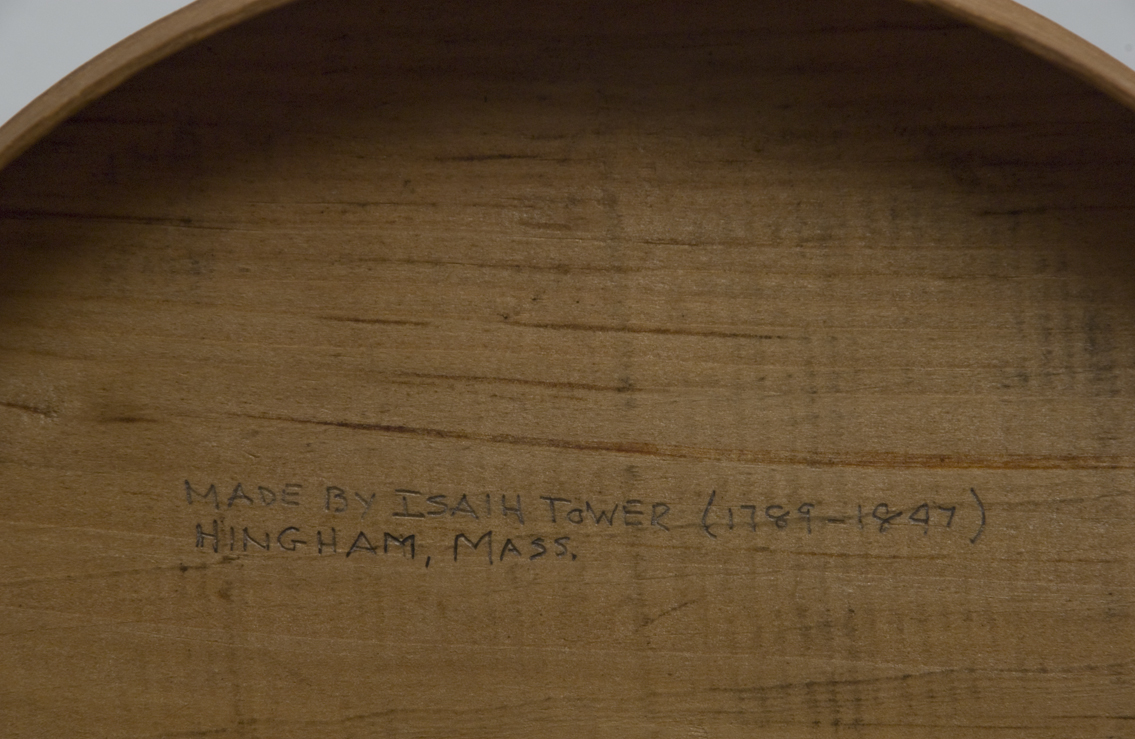 MADE BY ISAIH TOWER (1789-1847)
HINGHAM, MASS.